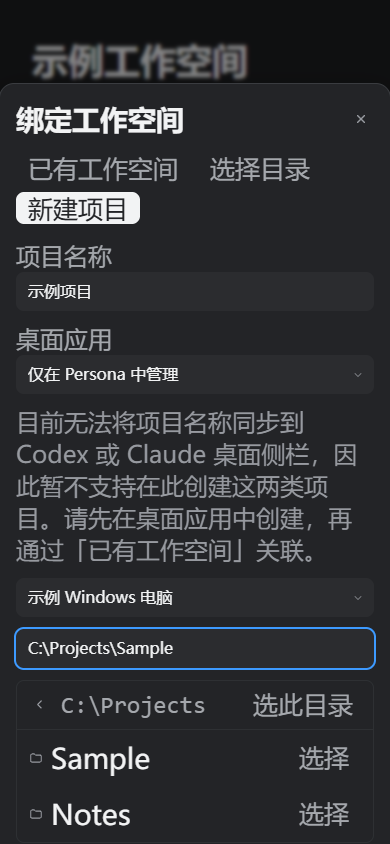 示例工作空间
绑定工作空间
×
已有工作空间 选择目录
新建项目
项目名称
示例项目
桌面应用
仅在 Persona 中管理
目前无法将项目名称同步到
Codex 或 Claude 桌面侧栏，因
此暂不支持在此创建这两类项
目。请先在桌面应用中创建，再
通过「已有工作空间」关联。
示例 Windows 电脑
C:\Projects\Sample
C:\Projects 选此目录
Sample 选择
Notes 选择